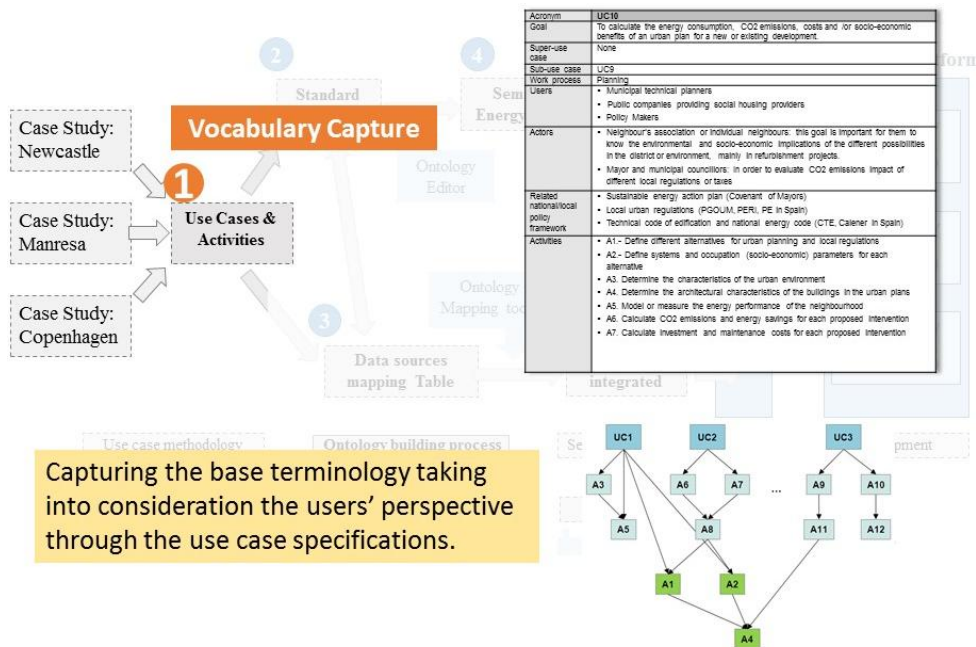 Case Study:
Newcastle
Case Study:
Manresa
Case Study:
Copenhagen
1
Use Cases &
Activities
Vocabulary Capture
2
Standard
4
Sem
Energy
Ontology
Editor
Ontology
Mapping too
3
Data sources
mapping Table
integrated
form
Use case methodology
Ontology building process
Se
pment
Acronym
UC10
Goal
To calculate the energy consumption, CO2 emissions, costs and /or socio-economic
benefits of an urban plan for a new or existing development.
Super-use
case
None
Sub-use case
UC9
Work process
Planning
Users
• Municipal technical planners
• Public companies providing social housing providers
• Policy Makers
Actors
• Neighbour's association or individual neighbours: this goal is important for them to
know the environmental and socio-economic implications of the different possibilities
in the district or environment, mainly in refurbishment projects.
• Mayor and municipal councillors: in order to evaluate CO2 emissions impact of
different local regulations or taxes
Related
national/local
policy
framework
• Sustainable energy action plan (Covenant of Mayors)
• Local urban regulations (PGOUM, PERI, PE in Spain)
• Technical code of edification and national energy code (CTE, Calener in Spain)
Activities
• A1.- Define different alternatives for urban planning and local regulations
• A2.- Define systems and occupation (socio-economic) parameters for each
alternative
• A3. Determine the characteristics of the urban environment
• A4. Determine the architectural characteristics of the buildings in the urban plans
• A5. Model or measure the energy performance of the neighbourhood
• A6. Calculate CO2 emissions and energy savings for each proposed intervention
• A7. Calculate investment and maintenance costs for each proposed intervention
Capturing the base terminology taking
into consideration the users' perspective
through the use case specifications.
UC1 UC2 UC3
A3 A6 A7 ... A9 A10
A5 A8 A11 A12
A1 A2
A4